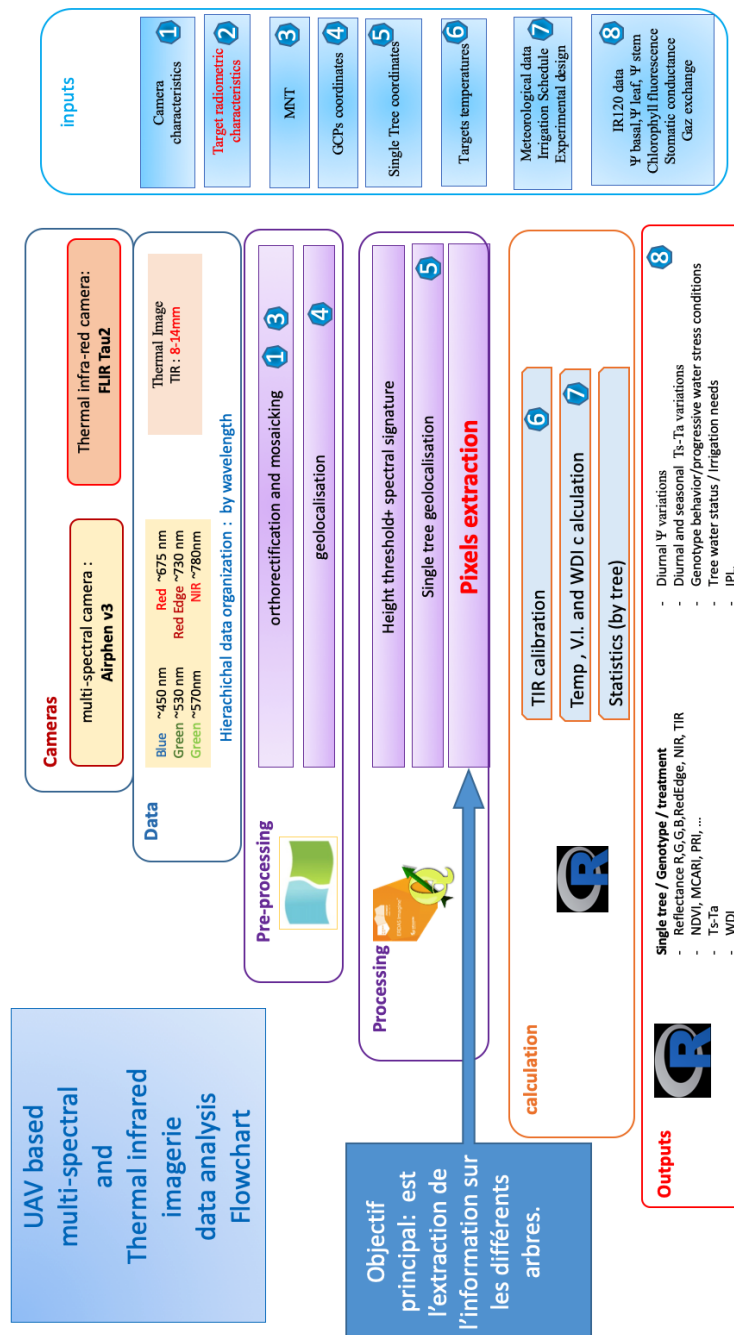 UAV based
multi-spectral
and
Thermal infrared
imagerie
data analysis
Flowchart
Objectif
principal: est
l'extraction de
l'information sur
les différents
arbres.
Cameras
multi-spectral camera :
Airphen v3
Thermal infra-red camera:
FLIR Tau2
Data
Blue ~450 nm Red ~675 nm
Green ~530 nm Red Edge ~730 nm
Green ~570nm NIR ~780nm
Thermal Image
TIR : 8-14mm
Hierachichal data organization : by wavelength
Pre-processing
orthorectification and mosaicking 1 3
geolocalisation 4
Processing
Height threshold+ spectral signature
Single tree geolocalisation 5
Pixels extraction
calculation
R
TIR calibration 6
Temp , V.I. and WDI c alculation 7
Statistics (by tree)
Outputs
R
Single tree / Genotype / treatment
- Reflectance R,G,G,B,RedEdge, NIR, TIR
- NDVI, MCARI, PRI, ...
- Ts-Ta
- WDI
- Diurnal Ψ variations
- Diurnal and seasonal Ts-Ta variations
- Genotype behavior/progressive water stress conditions
- Tree water status / Irrigation needs
- IPL.
8
inputs
Camera
characteristics
1
Target radiometric
characteristics
2
MNT
3
GCPs coordinates
4
Single Tree coordinates
5
Targets temperatures
6
Meteorological data
Irrigation Schedule
Experimental design
7
IR120 data
Ψ basal,Ψ leaf, Ψ stem
Chlorophyll fluorescence
Stomatic conductance
Gaz exchange
8